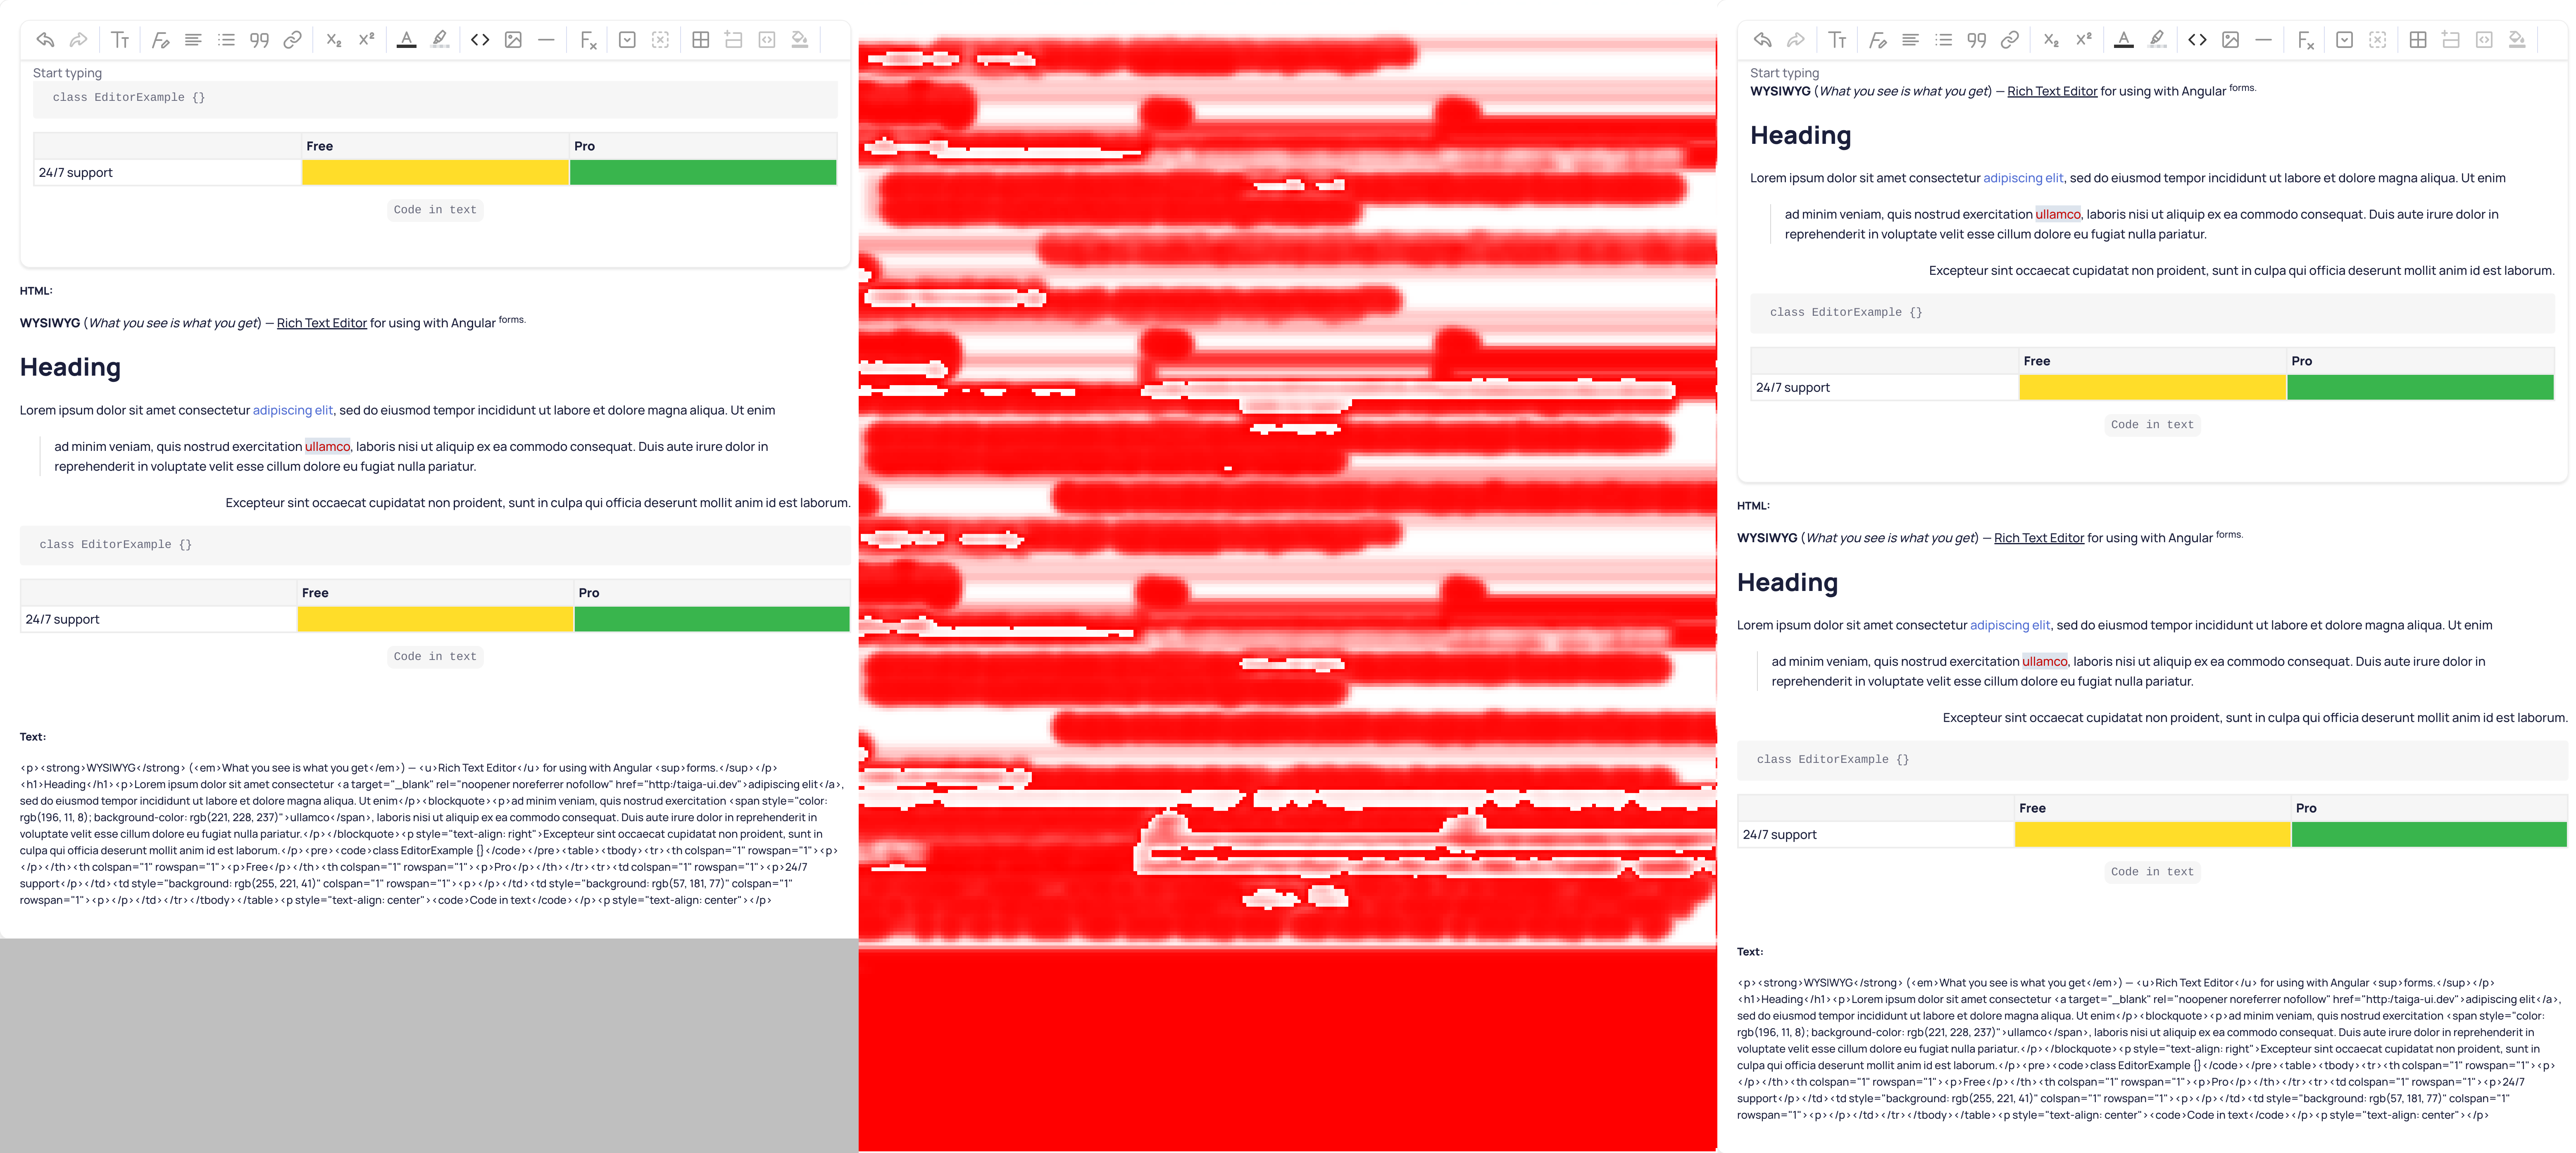 Start typing
class EditorExample {}
Free Pro
24/7 support
Code in text
HTML:
WYSIWYG (What you see is what you get) — Rich Text Editor for using with Angular forms.
Heading
Lorem ipsum dolor sit amet consectetur adipiscing elit, sed do eiusmod tempor incididunt ut labore et dolore magna aliqua. Ut enim
ad minim veniam, quis nostrud exercitation ullamco, laboris nisi ut aliquip ex ea commodo consequat. Duis aute irure dolor in
reprehenderit in voluptate velit esse cillum dolore eu fugiat nulla pariatur.
Excepteur sint occaecat cupidatat non proident, sunt in culpa qui officia deserunt mollit anim id est laborum.
class EditorExample {}
Free Pro
24/7 support
Code in text
Text:
<p><strong>WYSIWYG</strong> (<em>What you see is what you get</em>) — <u>Rich Text Editor</u> for using with Angular <sup>forms.</sup></p>
<h1>Heading</h1><p>Lorem ipsum dolor sit amet consectetur <a target="_blank" rel="noopener noreferrer nofollow" href="http:/taiga-ui.dev">adipiscing elit</a>,
sed do eiusmod tempor incididunt ut labore et dolore magna aliqua. Ut enim</p><blockquote><p>ad minim veniam, quis nostrud exercitation <span style="color:
rgb(196, 11, 8); background-color: rgb(221, 228, 237)">ullamco</span>, laboris nisi ut aliquip ex ea commodo consequat. Duis aute irure dolor in reprehenderit in
voluptate velit esse cillum dolore eu fugiat nulla pariatur.</p></blockquote><p style="text-align: right">Excepteur sint occaecat cupidatat non proident, sunt in
culpa qui officia deserunt mollit anim id est laborum.</p><pre><code>class EditorExample {}</code></pre><table><tbody><tr><th colspan="1" rowspan="1"><p>
</p></th><th colspan="1" rowspan="1"><p>Free</p></th><th colspan="1" rowspan="1"><p>Pro</p></th></tr><tr><td colspan="1" rowspan="1"><p>24/7
support</p></td><td style="background: rgb(255, 221, 41)" colspan="1" rowspan="1"><p></p></td><td style="background: rgb(57, 181, 77)" colspan="1"
rowspan="1"><p></p></td></tr></tbody></table><p style="text-align: center"><code>Code in text</code></p><p style="text-align: center"></p>
Start typing
WYSIWYG (What you see is what you get) — Rich Text Editor for using with Angular forms.
Heading
Lorem ipsum dolor sit amet consectetur adipiscing elit, sed do eiusmod tempor incididunt ut labore et dolore magna aliqua. Ut enim
ad minim veniam, quis nostrud exercitation ullamco, laboris nisi ut aliquip ex ea commodo consequat. Duis aute irure dolor in
reprehenderit in voluptate velit esse cillum dolore eu fugiat nulla pariatur.
Excepteur sint occaecat cupidatat non proident, sunt in culpa qui officia deserunt mollit anim id est laborum.
class EditorExample {}
Free Pro
24/7 support
Code in text
HTML:
WYSIWYG (What you see is what you get) — Rich Text Editor for using with Angular forms.
Heading
Lorem ipsum dolor sit amet consectetur adipiscing elit, sed do eiusmod tempor incididunt ut labore et dolore magna aliqua. Ut enim
ad minim veniam, quis nostrud exercitation ullamco, laboris nisi ut aliquip ex ea commodo consequat. Duis aute irure dolor in
reprehenderit in voluptate velit esse cillum dolore eu fugiat nulla pariatur.
Excepteur sint occaecat cupidatat non proident, sunt in culpa qui officia deserunt mollit anim id est laborum.
class EditorExample {}
Free Pro
24/7 support
Code in text
Text:
<p><strong>WYSIWYG</strong> (<em>What you see is what you get</em>) — <u>Rich Text Editor</u> for using with Angular <sup>forms.</sup></p>
<h1>Heading</h1><p>Lorem ipsum dolor sit amet consectetur <a target="_blank" rel="noopener noreferrer nofollow" href="http:/taiga-ui.dev">adipiscing elit</a>,
sed do eiusmod tempor incididunt ut labore et dolore magna aliqua. Ut enim</p><blockquote><p>ad minim veniam, quis nostrud exercitation <span style="color:
rgb(196, 11, 8); background-color: rgb(221, 228, 237)">ullamco</span>, laboris nisi ut aliquip ex ea commodo consequat. Duis aute irure dolor in reprehenderit in
voluptate velit esse cillum dolore eu fugiat nulla pariatur.</p></blockquote><p style="text-align: right">Excepteur sint occaecat cupidatat non proident, sunt in
culpa qui officia deserunt mollit anim id est laborum.</p><pre><code>class EditorExample {}</code></pre><table><tbody><tr><th colspan="1" rowspan="1"><p>
</p></th><th colspan="1" rowspan="1"><p>Free</p></th><th colspan="1" rowspan="1"><p>Pro</p></th></tr><tr><td colspan="1" rowspan="1"><p>24/7
support</p></td><td style="background: rgb(255, 221, 41)" colspan="1" rowspan="1"><p></p></td><td style="background: rgb(57, 181, 77)" colspan="1"
rowspan="1"><p></p></td></tr></tbody></table><p style="text-align: center"><code>Code in text</code></p><p style="text-align: center"></p>